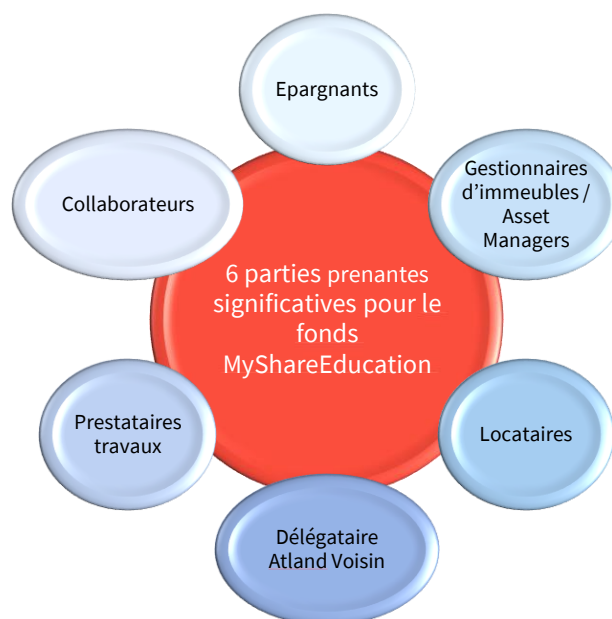 Epargnants
Gestionnaires
d'immeubles /
Asset
Managers
Locataires
Délégataire
Atland Voisin
Prestataires
travaux
Collaborateurs
6 parties prenantes
significatives pour le
fonds
MyShareEducation